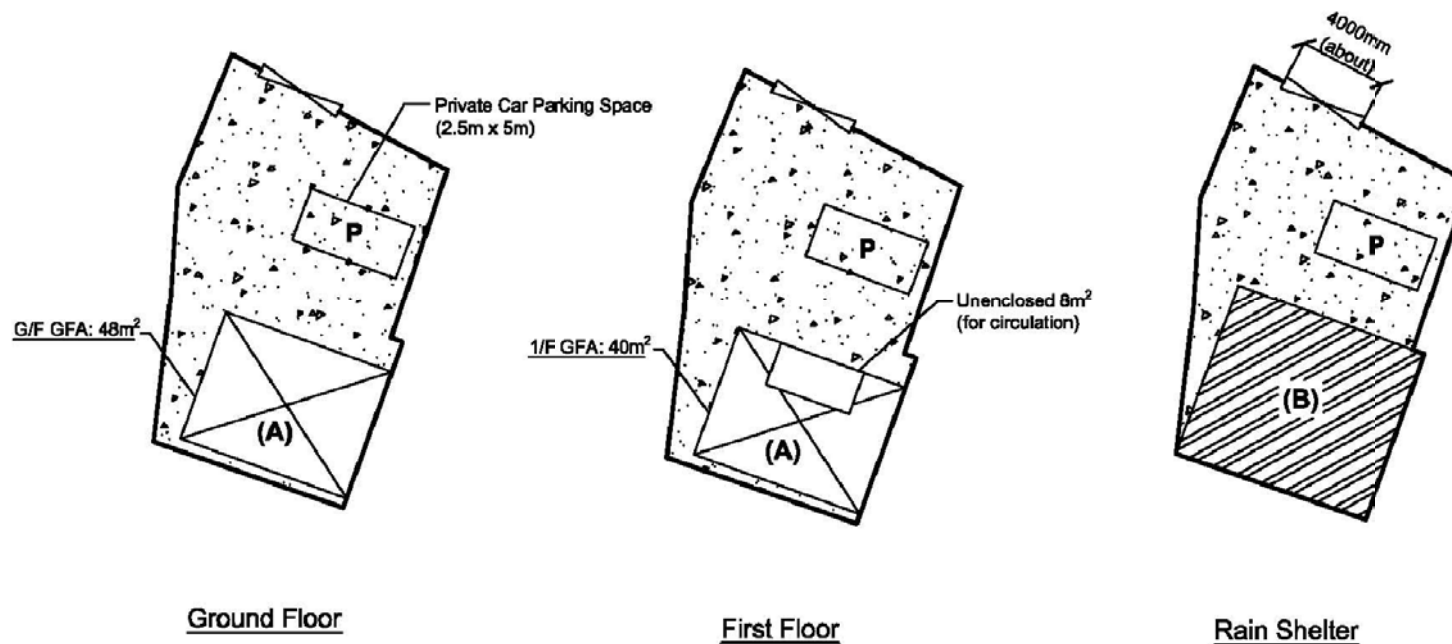 Private Car Parking Space
(2.5m x 5m)
P
G/F GFA: 48m²
(A)
Ground Floor
P
Unenclosed 8m²
(for circulation)
1/F GFA: 40m²
(A)
First Floor
4000mm
(about)
P
(B)
Rain Shelter